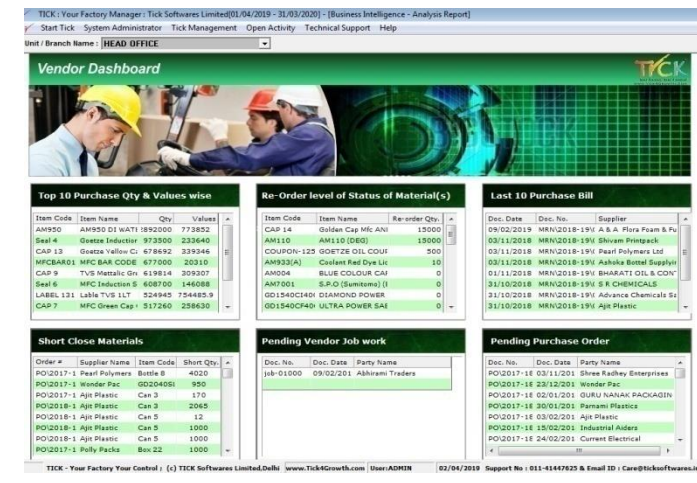 TICK : Your Factory Manager : Tick Softwares Limited[01/04/2019 - 31/03/2020] - [Business Intelligence - Analysis Report]
Start Tick System Administrator Tick Management Open Activity Technical Support Help
Unit / Branch Name : HEAD OFFICE
Vendor Dashboard
TICK
Top 10 Purchase Qty & Values wise
Item Code Item Name Qty Values
AM950 AM950 DI WATE 892000 773852
Seal 4 Goetze Induction 973500 233640
CAP 13 Goetze Yellow Ca 678692 339346
MFCBAR01 MFC BAR CODE 677000 20310
CAP 9 TVS Mettalic Gre 619814 309307
Seal 6 MFC Induction S 608700 146088
LABEL 131 Lable TVS 1LT 524945 754485.9
CAP 7 MFC Green Cap 517260 258630
Re-Order level of Status of Material(s)
Item Code Item Name Re-order Qty.
CAP 14 Golden Cap Mfc ANI 15000
AM110 AM110 (DEG) 15000
COUPON-125 GOETZE OIL COUF 500
AM933(A) Coolant Red Dye Lic 10
AM004 BLUE COLOUR CAI 0
AM7001 S.P.O (Sumitomo) ( 0
GD1540CI40 DIAMOND POWER 0
GD1540CF40 ULTRA POWER SAE 0
Last 10 Purchase Bill
Doc. Date Doc. No. Supplier
09/02/2019 MRN\2018-19\ A & A Flora Foam & Fu
03/11/2018 MRN\2018-19\ Shivam Printpack
03/11/2018 MRN\2018-19\ Pearl Polymers Ltd
03/11/2018 MRN\2018-19\ Ashoke Bottel Supplyin
01/11/2018 MRN\2018-19\ BHARATI OIL & CON
31/10/2018 MRN\2018-19\ S R CHEMICALS
31/10/2018 MRN\2018-19\ Advance Chemicals Sa
31/10/2018 MRN\2018-19\ Ajit Plastic
Short Close Materials
Order # Supplier Name Item Code Short Qty.
PO\2017-1 Pearl Polymers Bottle 8 4020
PO\2017-1 Wonder Pac GD2040SI 950
PO\2017-1 Ajit Plastic Can 3 170
PO\2018-1 Ajit Plastic Can 3 2065
PO\2018-1 Ajit Plastic Can 5 12
PO\2018-1 Ajit Plastic Can 5 1000
PO\2018-1 Ajit Plastic Can 5 1000
PO\2017-1 Polly Packs Box 22 1000
Pending Vendor Job work
Doc. No. Doc. Date Party Name
job-01000 09/02/201 Abhirami Traders
Pending Purchase Order
Doc. No. Doc. Date Party Name
PO\2017-18 03/11/201 Shree Radhey Enterprises
PO\2017-18 23/12/201 Wonder Pac
PO\2017-18 02/01/201 GURU NANAK PACKAGIN
PO\2017-18 30/01/201 Parnami Plastics
PO\2017-18 03/02/201 Ajit Plastic
PO\2017-18 15/02/201 Industrial Aiders
PO\2017-18 24/02/201 Current Electrical
TICK - Your Factory Your Control : (c) TICK Softwares Limited,Delhi www.Tick4Growth.com User:ADMIN 02/04/2019 Support No : 011-41447625 & Email ID : Care@ticksoftwares.in